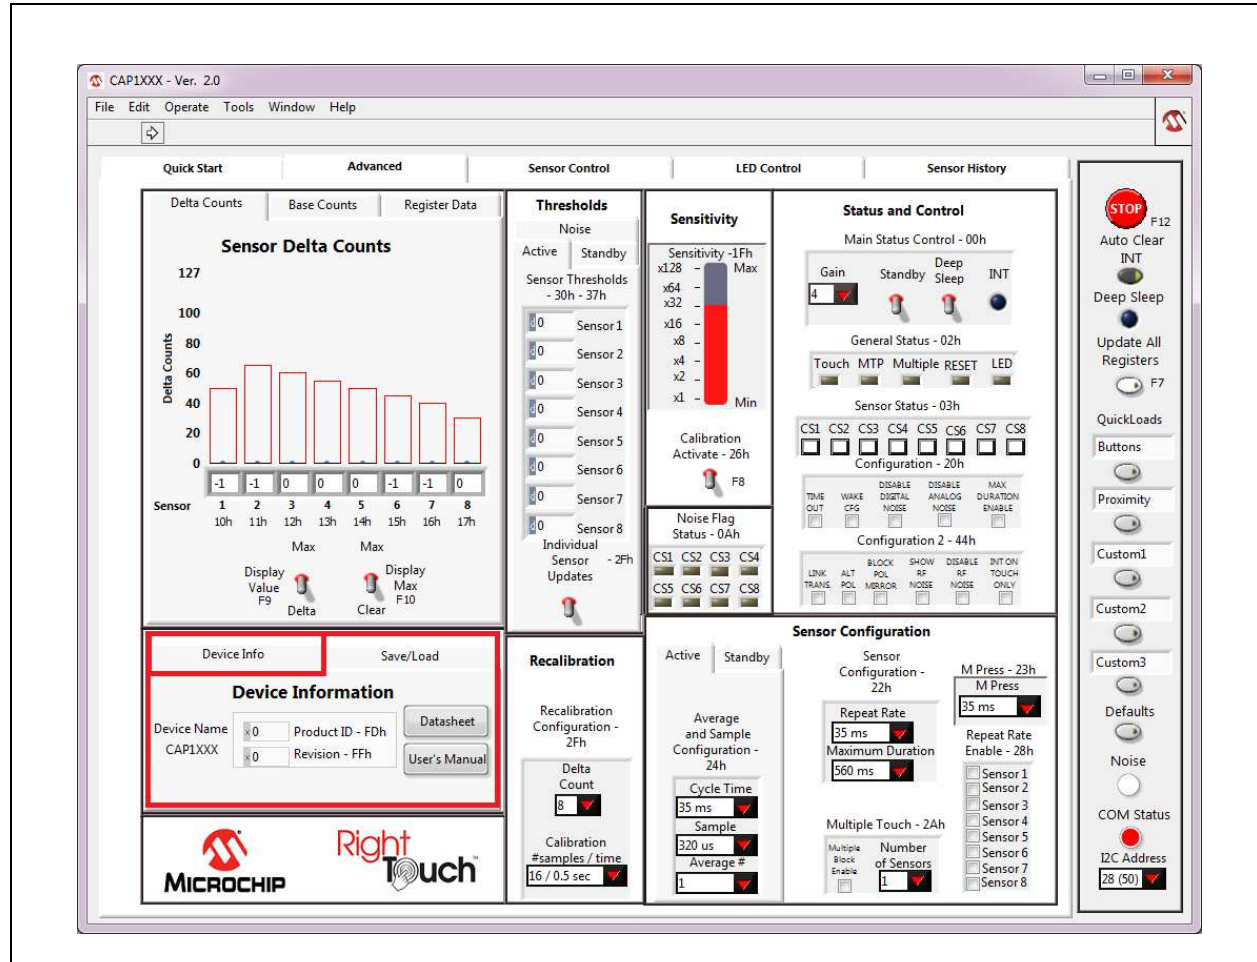 CAP1XXX - Ver. 2.0
File Edit Operate Tools Window Help
Quick Start Advanced Sensor Control LED Control Sensor History
Delta Counts Base Counts Register Data
Sensor Delta Counts
127
100
80
60
40
20
0
Delta Counts
-1 -1 0 0 0 -1 -1 0
Sensor 1 2 3 4 5 6 7 8
10h 11h 12h 13h 14h 15h 16h 17h
Max Max
Display Value F9
Delta
Display Max F10
Clear
Thresholds
Noise
Active Standby
Sensor Thresholds
- 30h - 37h
0 Sensor 1
0 Sensor 2
0 Sensor 3
0 Sensor 4
0 Sensor 5
0 Sensor 6
0 Sensor 7
0 Sensor 8
Individual
Sensor - 2Fh
Updates
Sensitivity
Sensitivity -1Fh
x128 Max
x64
x32
x16
x8
x4
x2
x1 Min
Calibration
Activate - 26h
F8
Noise Flag
Status - 0Ah
CS1 CS2 CS3 CS4
CS5 CS6 CS7 CS8
Status and Control
Main Status Control - 00h
Gain Standby Deep Sleep INT
4
General Status - 02h
Touch MTP Multiple RESET LED
Sensor Status - 03h
CS1 CS2 CS3 CS4 CS5 CS6 CS7 CS8
Configuration - 20h
TIME OUT WAKE CFG DISABLE DIGITAL NOISE DISABLE ANALOG NOISE MAX DURATION ENABLE
Configuration 2 - 44h
LINK TRANS. ALT POL BLOCK POL MIRROR SHOW RF NOISE DISABLE RF NOISE INT ON TOUCH ONLY
Device Info Save/Load
Device Information
Device Name
CAP1XXX
x 0 Product ID - FDh
x 0 Revision - FFh
Datasheet
User's Manual
MICROCHIP
Right Touch™
Recalibration
Recalibration
Configuration -
2Fh
Delta
Count
8
Calibration
#samples / time
16 / 0.5 sec
Sensor Configuration
Active Standby
Average
and Sample
Configuration -
24h
Cycle Time
35 ms
Sample
320 us
Average #
1
Sensor
Configuration -
22h
Repeat Rate
35 ms
Maximum Duration
560 ms
Multiple Touch - 2Ah
Multiple Block Enable
Number
of Sensors
1
M Press - 23h
M Press
35 ms
Repeat Rate
Enable - 28h
Sensor 1
Sensor 2
Sensor 3
Sensor 4
Sensor 5
Sensor 6
Sensor 7
Sensor 8
STOP F12
Auto Clear
INT
Deep Sleep
Update All
Registers
F7
QuickLoads
Buttons
Proximity
Custom1
Custom2
Custom3
Defaults
Noise
COM Status
I2C Address
28 (50)